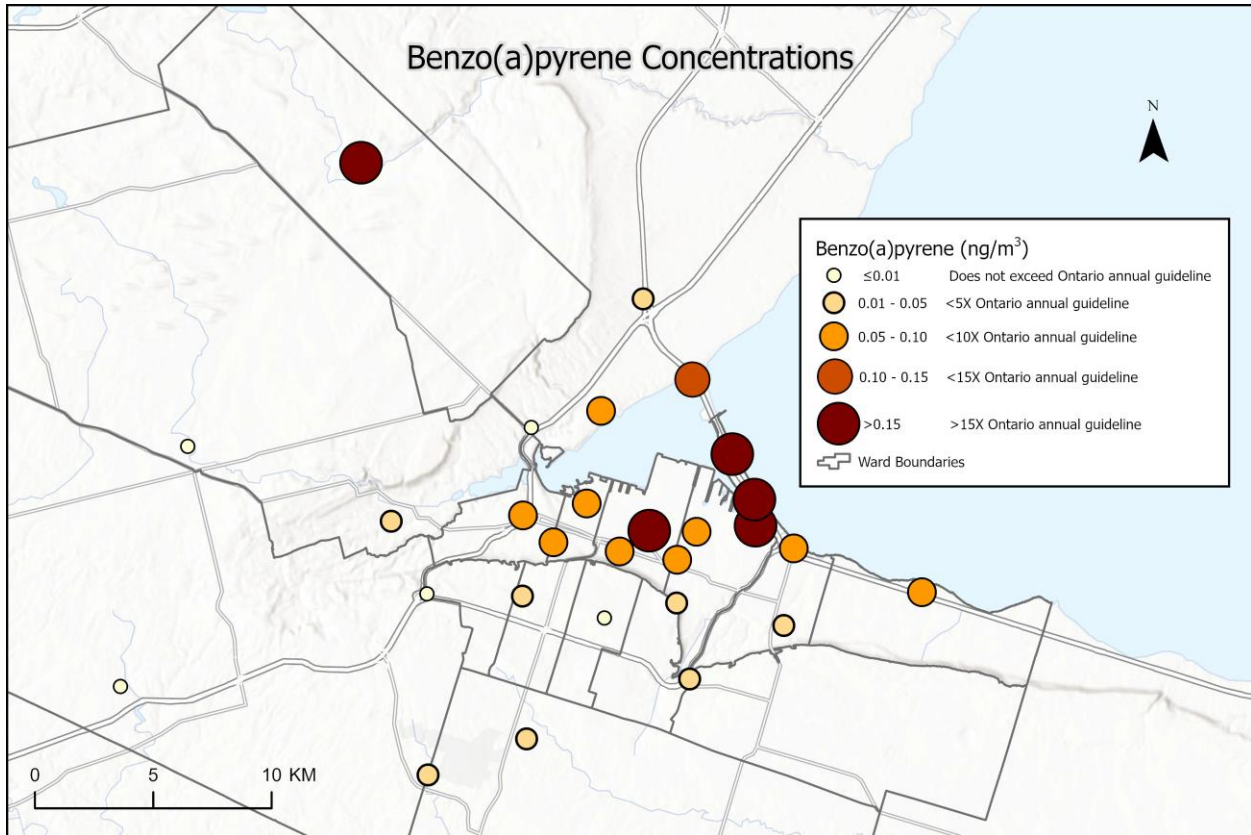 Benzo(a)pyrene Concentrations
N
Benzo(a)pyrene (ng/m³)
≤0.01 Does not exceed Ontario annual guideline
0.01 - 0.05 <5X Ontario annual guideline
0.05 - 0.10 <10X Ontario annual guideline
0.10 - 0.15 <15X Ontario annual guideline
>0.15 >15X Ontario annual guideline
Ward Boundaries
0 5 10 KM